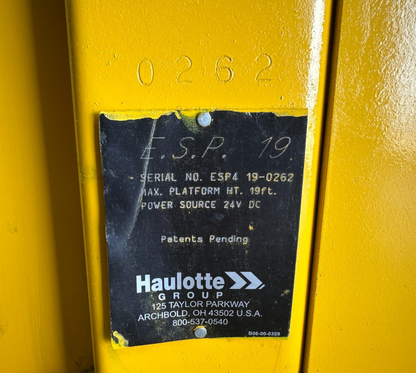 0262
E.S.P. 19
SERIAL NO. ESP4 19-0262
MAX. PLATFORM HT. 19ft.
POWER SOURCE 24V DC
Patents Pending
Haulotte
GROUP
125 TAYLOR PARKWAY
ARCHBOLD, OH 43502 U.S.A.
800-537-0540
B06-00-0359